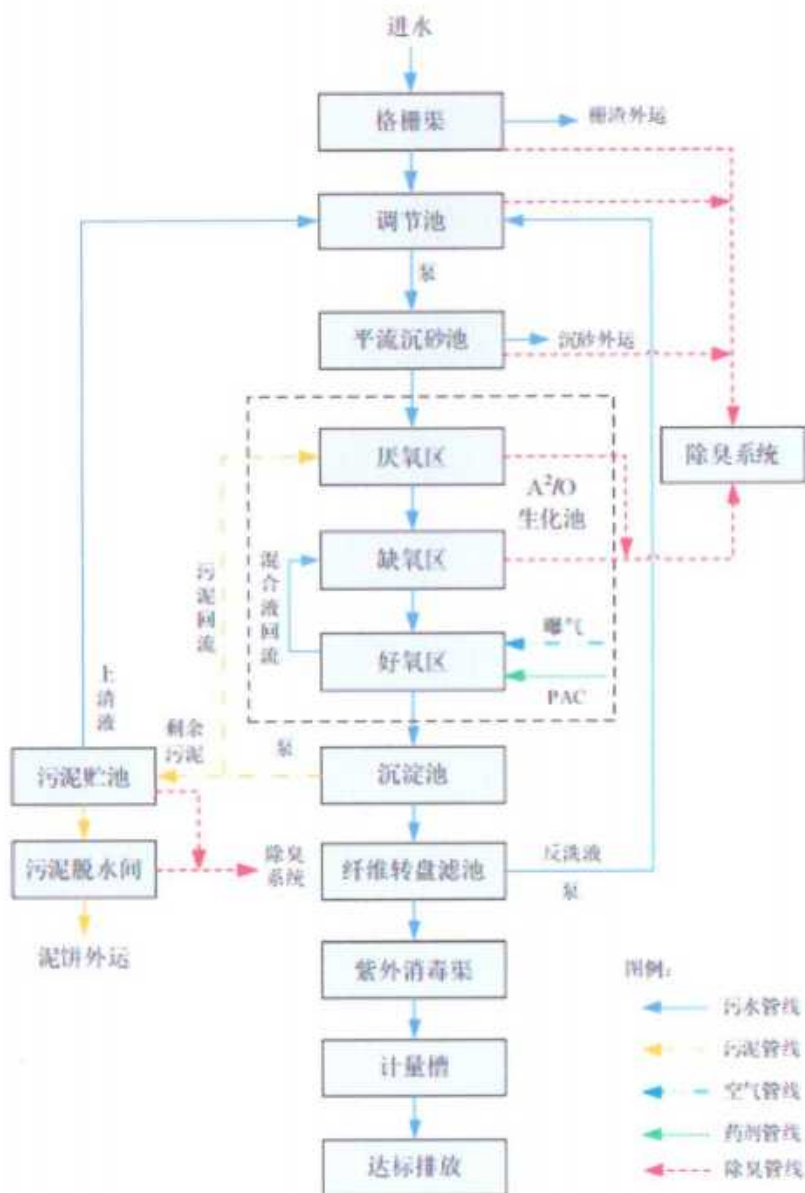 进水
格栅渠
栅渣外运
调节池
泵
平流沉砂池
沉砂外运
厌氧区
除臭系统
A²/O
生化池
缺氧区
污泥回流
混合液回流
曝气
好氧区
PAC
上清液
剩余
污泥
泵
沉淀池
污泥贮池
污泥脱水间
除臭
系统
纤维转盘滤池
反洗液
泵
泥饼外运
紫外消毒渠
图例:
污水管线
污泥管线
计量槽
空气管线
药剂管线
达标排放
除臭管线